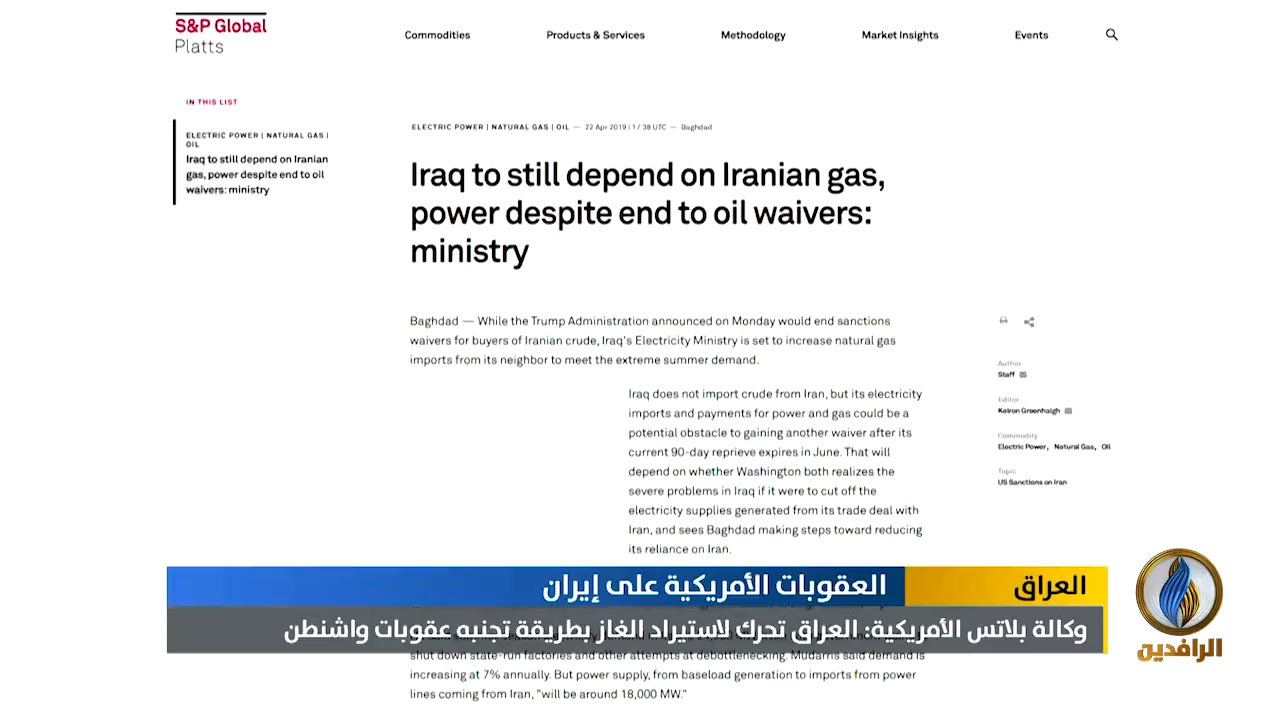 S&P Global
Platts
Commodities
Products & Services
Methodology
Market Insights
Events
IN THIS LIST
ELECTRIC POWER | NATURAL GAS |
OIL
Iraq to still depend on Iranian
gas, power despite end to oil
waivers: ministry
ELECTRIC POWER | NATURAL GAS | OIL — 22 Apr 2019 | 17:38 UTC — Baghdad
Iraq to still depend on Iranian gas,
power despite end to oil waivers:
ministry
Baghdad — While the Trump Administration announced on Monday would end sanctions
waivers for buyers of Iranian crude, Iraq's Electricity Ministry is set to increase natural gas
imports from its neighbor to meet the extreme summer demand.
Iraq does not import crude from Iran, but its electricity
imports and payments for power and gas could be a
potential obstacle to gaining another waiver after its
current 90-day reprieve expires in June. That will
depend on whether Washington both realizes the
severe problems in Iraq if it were to cut off the
electricity supplies generated from its trade deal with
Iran, and sees Baghdad making steps toward reducing
its reliance on Iran.
Author
Staff
Editor
Keiron Greenhalgh
Commodity
Electric Power, Natural Gas, Oil
Topic
US Sanctions on Iran
العراق
العقوبات الأمريكية على إيران
وكالة بلاتس الأمريكية: العراق تحرك لاستيراد الغاز بطريقة تجنبه عقوبات واشنطن
الرافدين
shut down state-run factories and other attempts at debottlenecking. Mudarris said demand is
increasing at 7% annually. But power supply, from baseload generation to imports from power
lines coming from Iran, "will be around 18,000 MW."